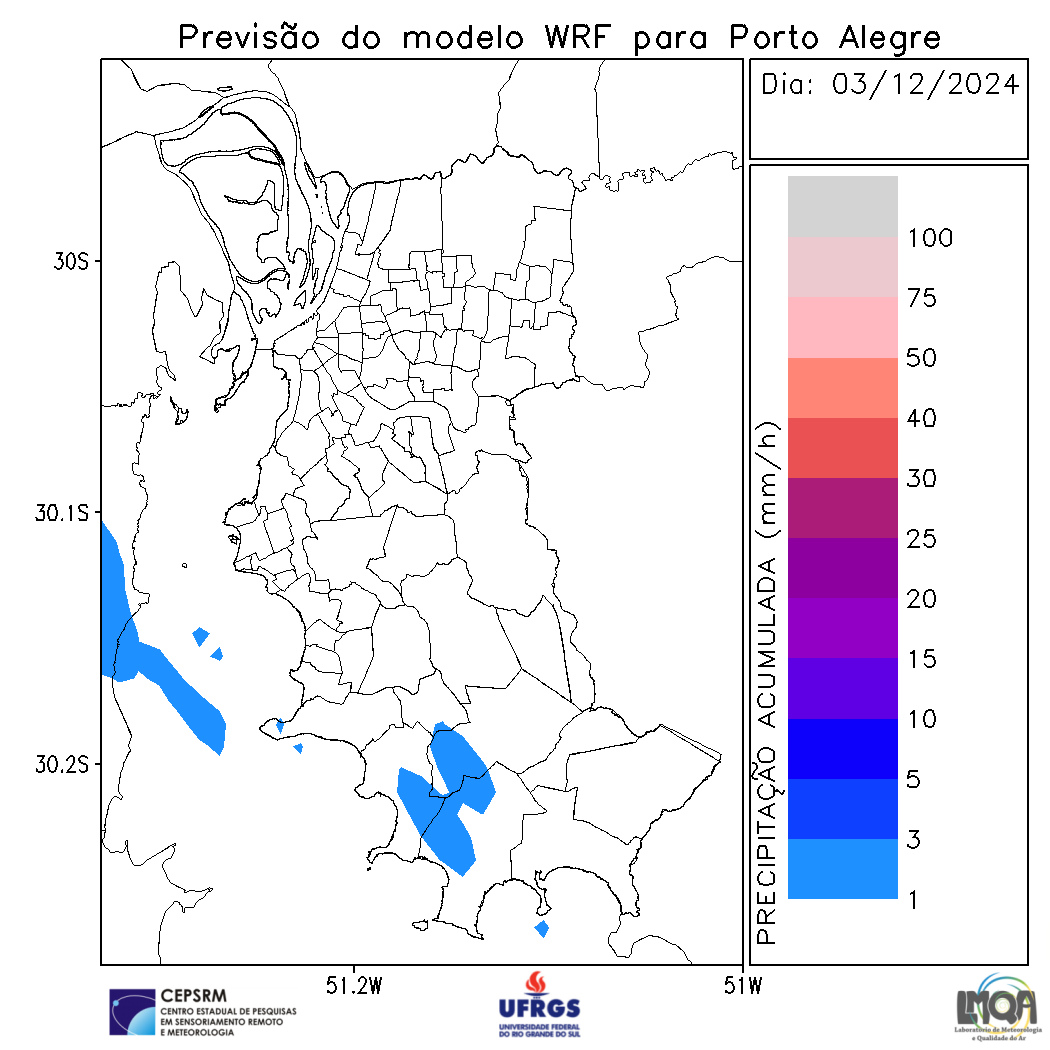 Previsão do modelo WRF para Porto Alegre
Dia: 03/12/2024
30S
30.1S
30.2S
51.2W
51W
PRECIPITAÇÃO ACUMULADA (mm/h)
100
75
50
40
30
25
20
15
10
5
3
1
CEPSRM
CENTRO ESTADUAL DE PESQUISAS
EM SENSORIAMENTO REMOTO
E METEOROLOGIA
UFRGS
UNIVERSIDADE FEDERAL
DO RIO GRANDE DO SUL
LMQA
Laboratório de Meteorologia
e Qualidade do Ar